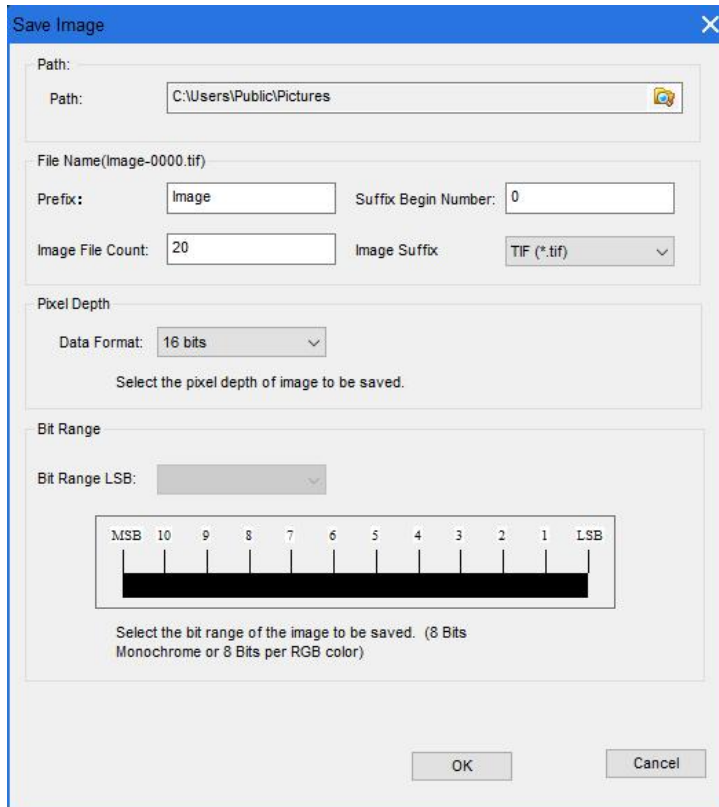 Save Image
Path:
Path: C:\Users\Public\Pictures
File Name(Image-0000.tif)
Prefix: Image Suffix Begin Number: 0
Image File Count: 20 Image Suffix TIF (*.tif)
Pixel Depth
Data Format: 16 bits
Select the pixel depth of image to be saved.
Bit Range
Bit Range LSB:
MSB 10 9 8 7 6 5 4 3 2 1 LSB
Select the bit range of the image to be saved. (8 Bits
Monochrome or 8 Bits per RGB color)
OK Cancel